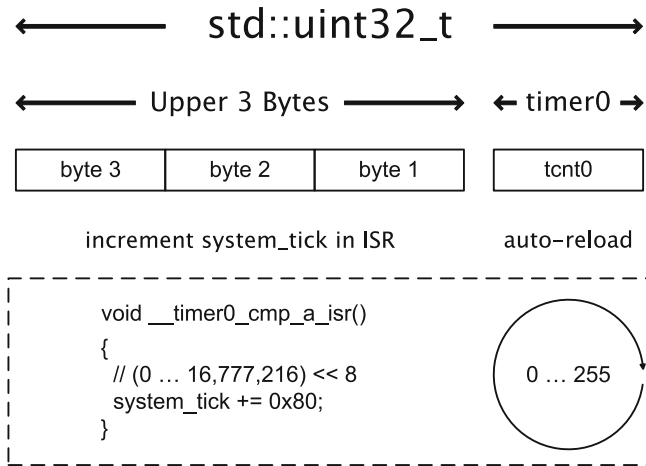 std::uint32_t
Upper 3 Bytes timer0
byte 3 byte 2 byte 1 tcnt0
increment system_tick in ISR auto-reload
void __timer0_cmp_a_isr()
{
// (0 … 16,777,216) << 8 0 … 255
system_tick += 0x80;
}